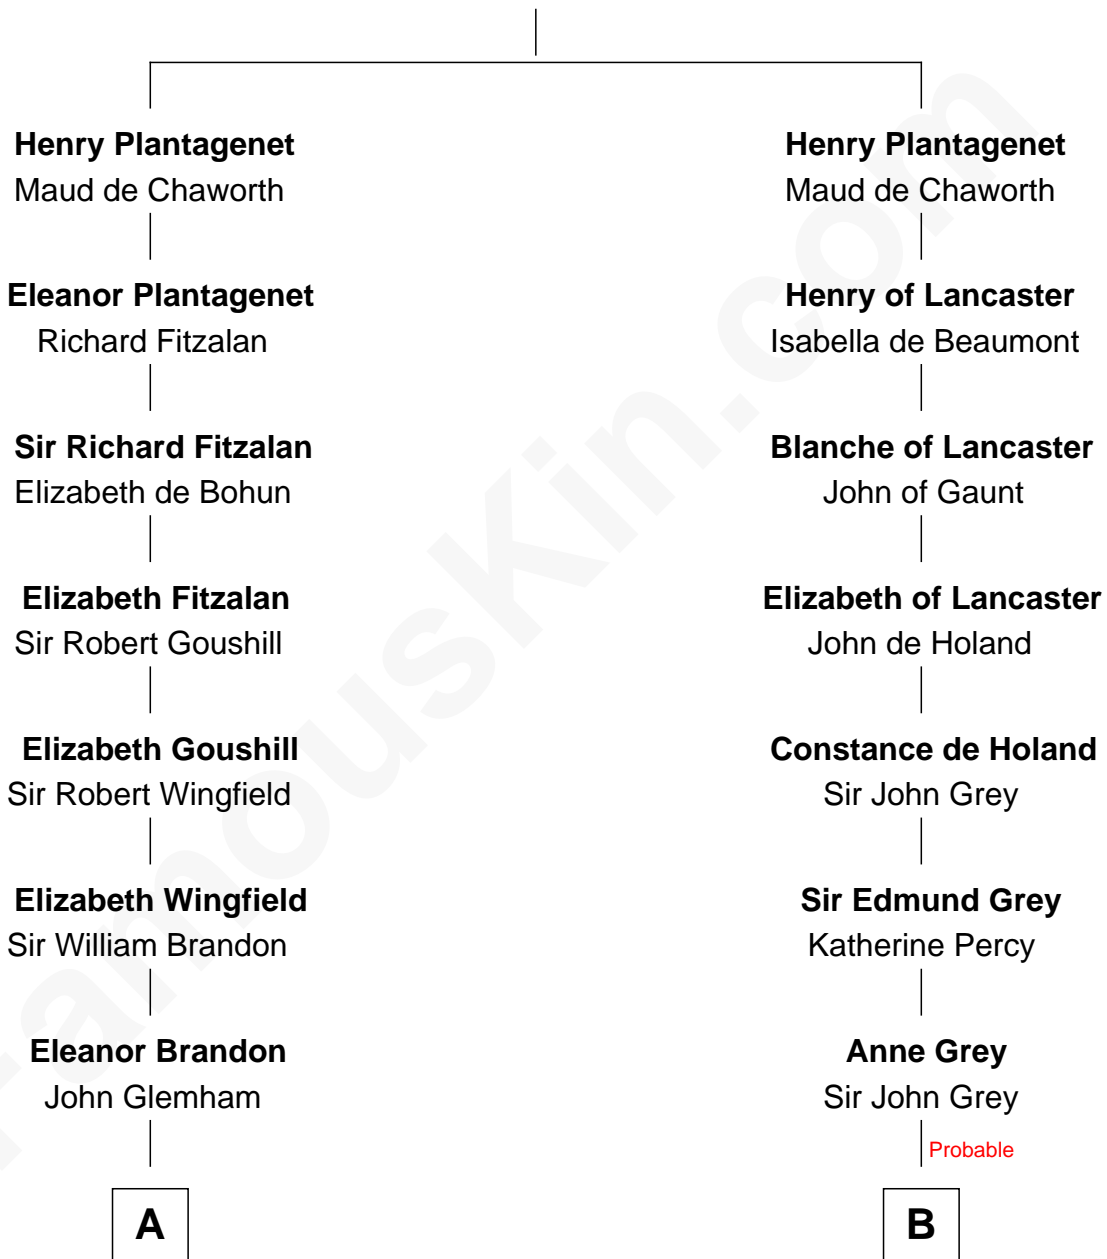 Henry Plantagenet
Maud de Chaworth
Eleanor Plantagenet
Richard Fitzalan
Sir Richard Fitzalan
Elizabeth de Bohun
Elizabeth Fitzalan
Sir Robert Goushill
Elizabeth Goushill
Sir Robert Wingfield
Elizabeth Wingfield
Sir William Brandon
Eleanor Brandon
John Glemham
A
Henry Plantagenet
Maud de Chaworth
Henry of Lancaster
Isabella de Beaumont
Blanche of Lancaster
John of Gaunt
Elizabeth of Lancaster
John de Holand
Constance de Holand
Sir John Grey
Sir Edmund Grey
Katherine Percy
Anne Grey
Sir John Grey
Probable
B
FamousKin.com